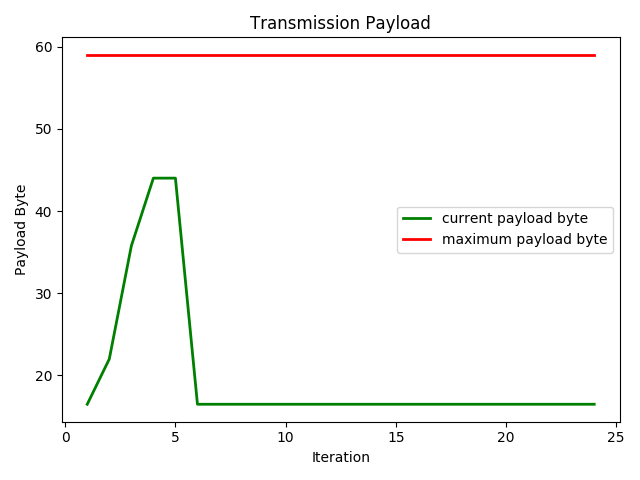 Transmission Payload
Payload Byte
60
50
40
30
20
current payload byte
maximum payload byte
0
5
10
15
20
25
Iteration